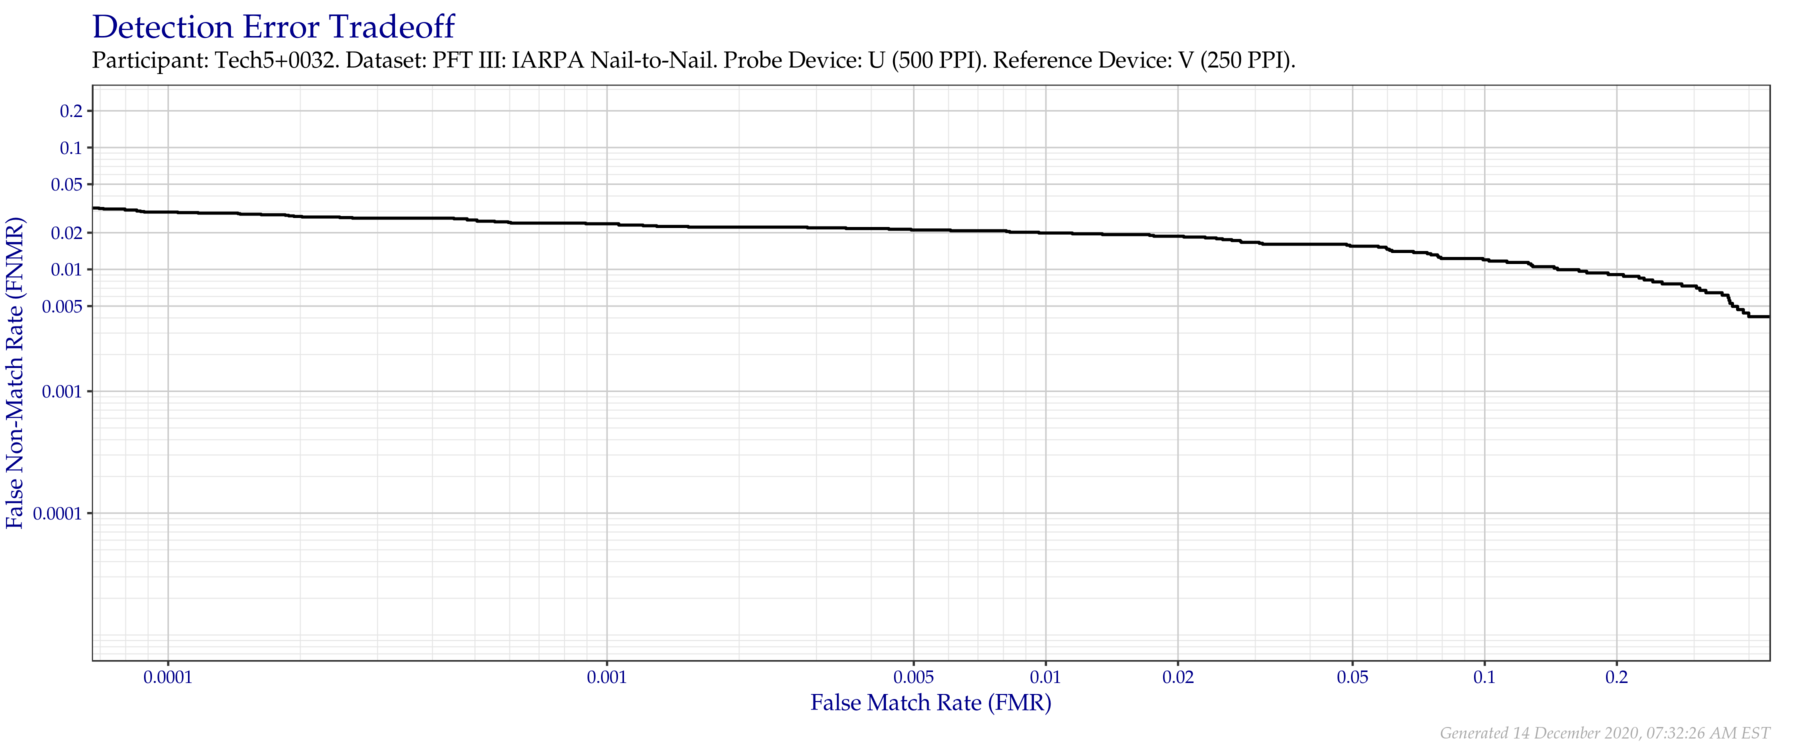 Detection Error Tradeoff
Participant: Tech5+0032. Dataset: PFT III: IARPA Nail-to-Nail. Probe Device: U (500 PPI). Reference Device: V (250 PPI).
False Non-Match Rate (FNMR)
0.2
0.1
0.05
0.02
0.01
0.005
0.001
0.0001
0.0001 0.001 0.005 0.01 0.02 0.05 0.1 0.2
False Match Rate (FMR)
Generated 14 December 2020, 07:32:26 AM EST